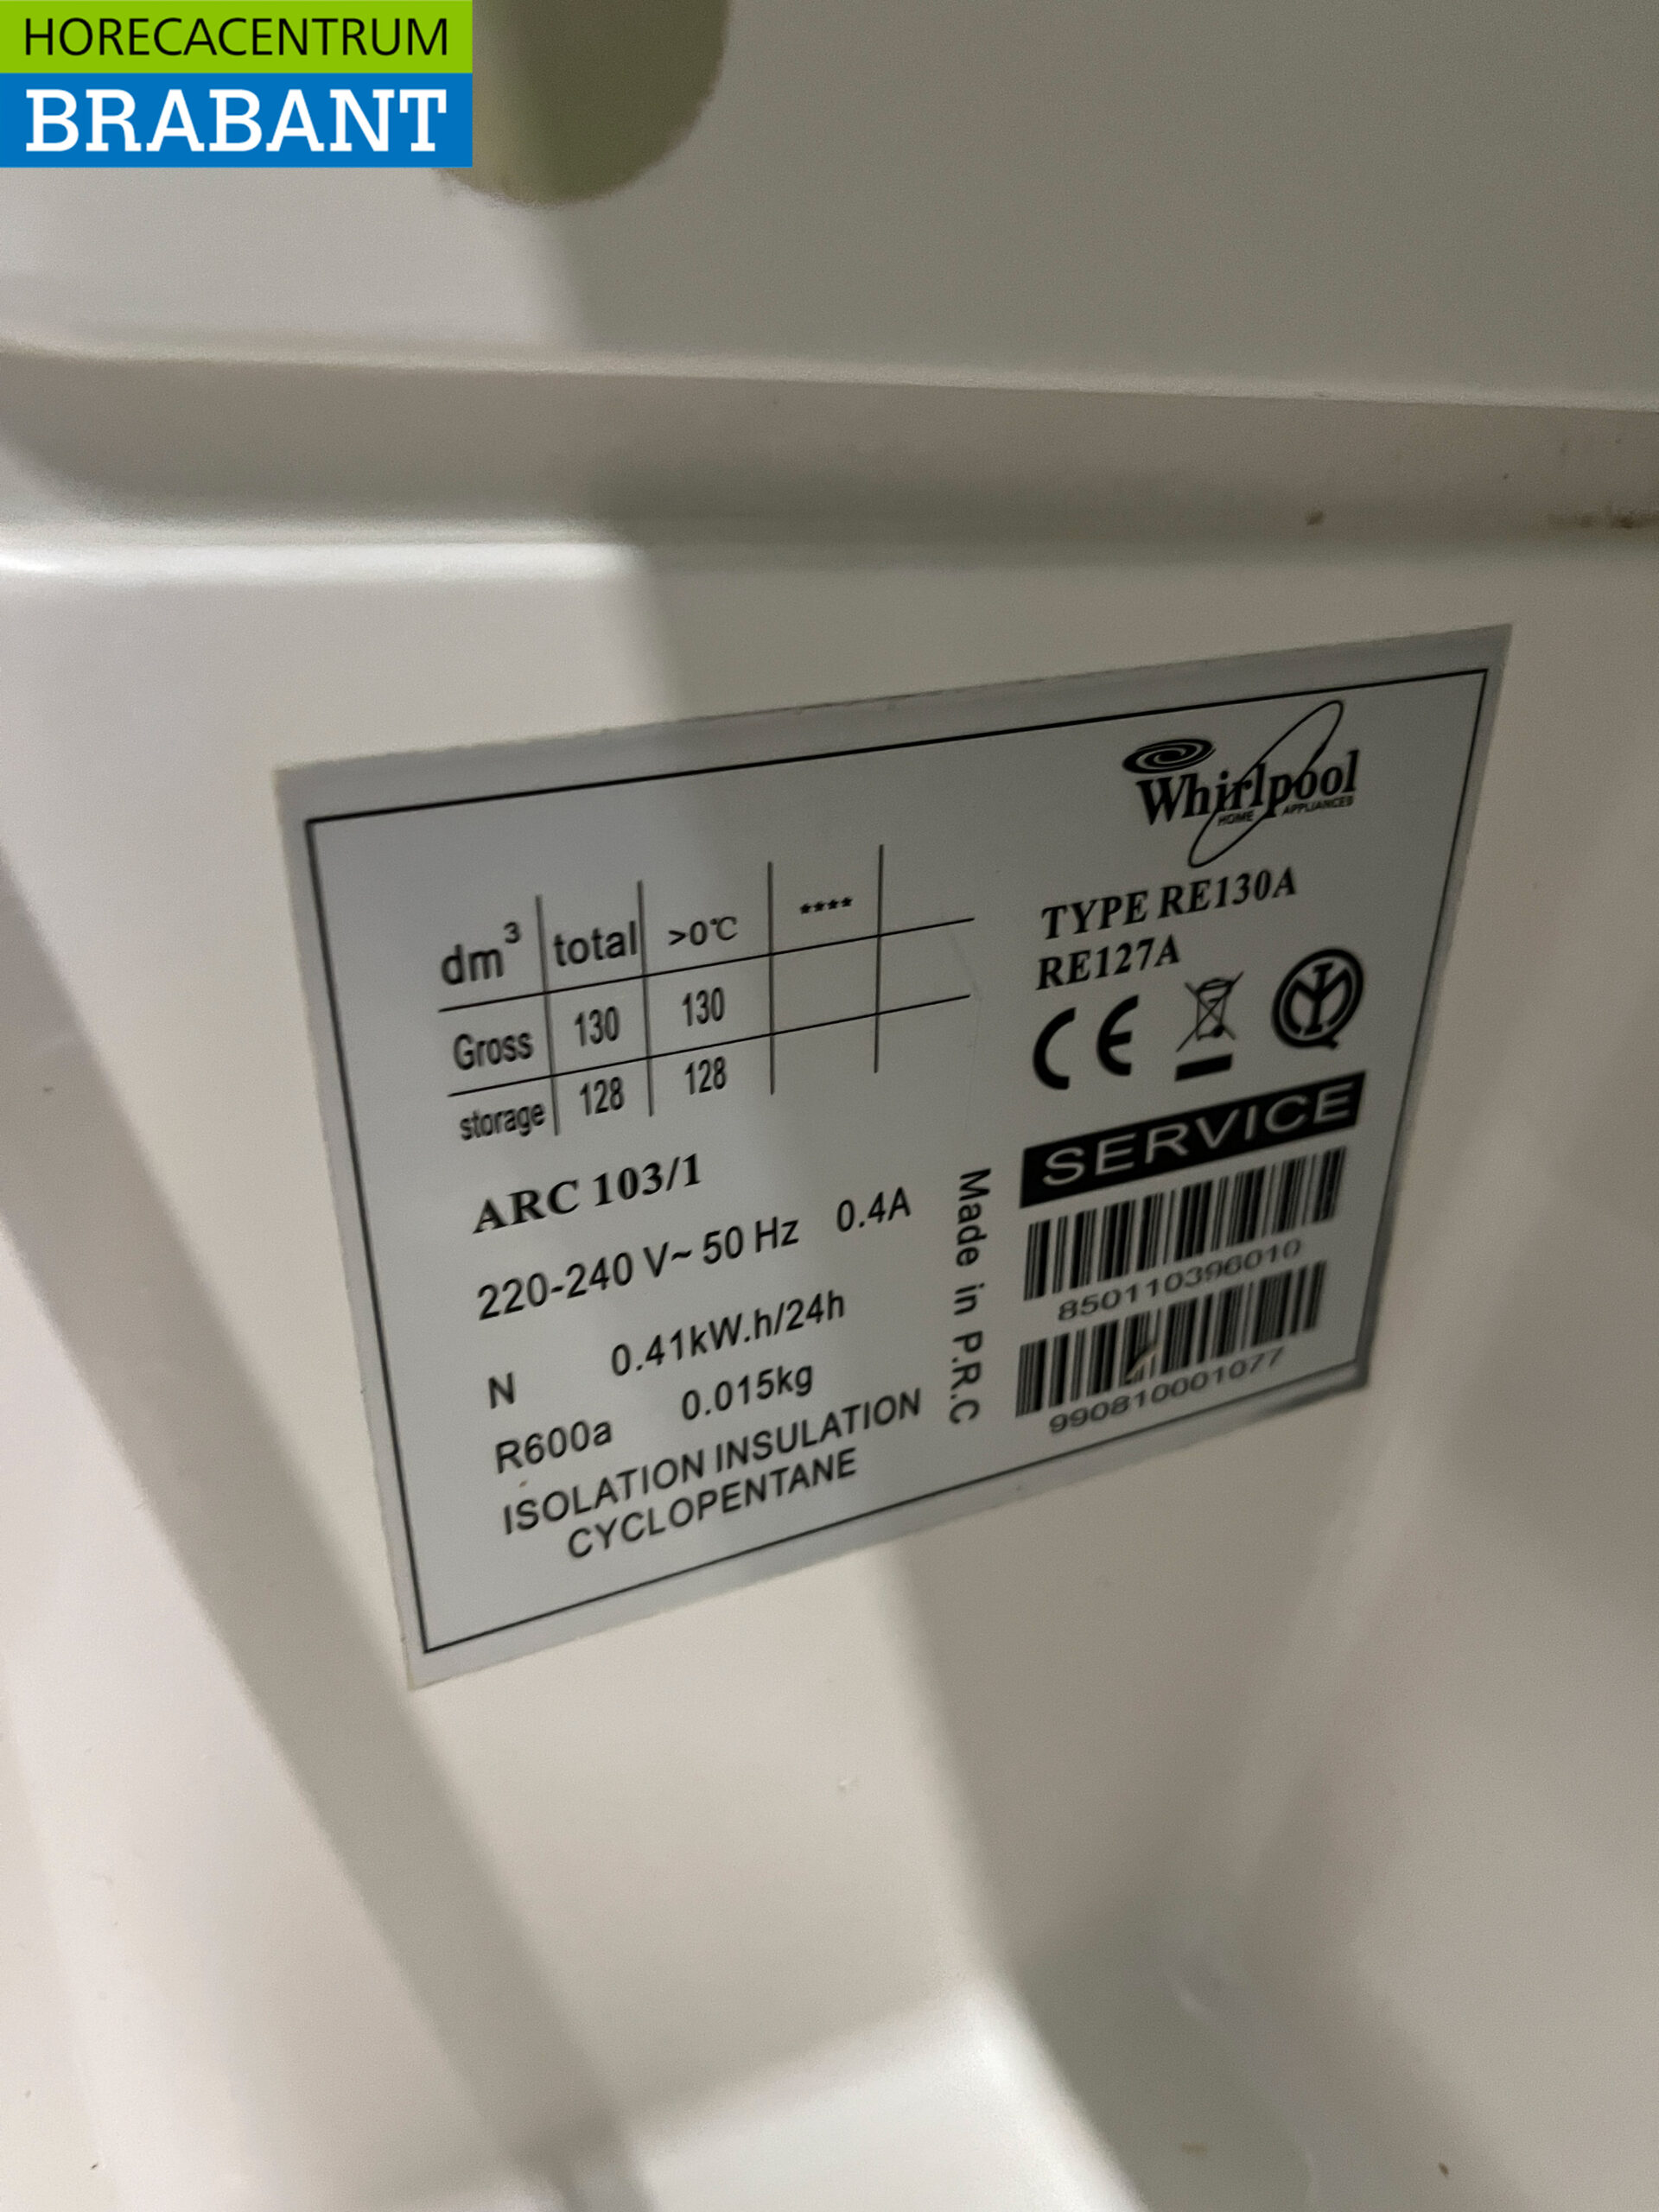 HORECACENTRUM
BRABANT
Whirlpool
HOME APPLIANCES
dm³ total >0℃ ****
Gross 130 130
storage 128 128
TYPE RE130A
RE127A
CE
SERVICE
ARC 103/1
220-240 V~ 50 Hz 0.4A
N 0.41kW.h/24h
R600a 0.015kg
ISOLATION INSULATION
CYCLOPENTANE
Made in P.R.C
850110396010
990810001077